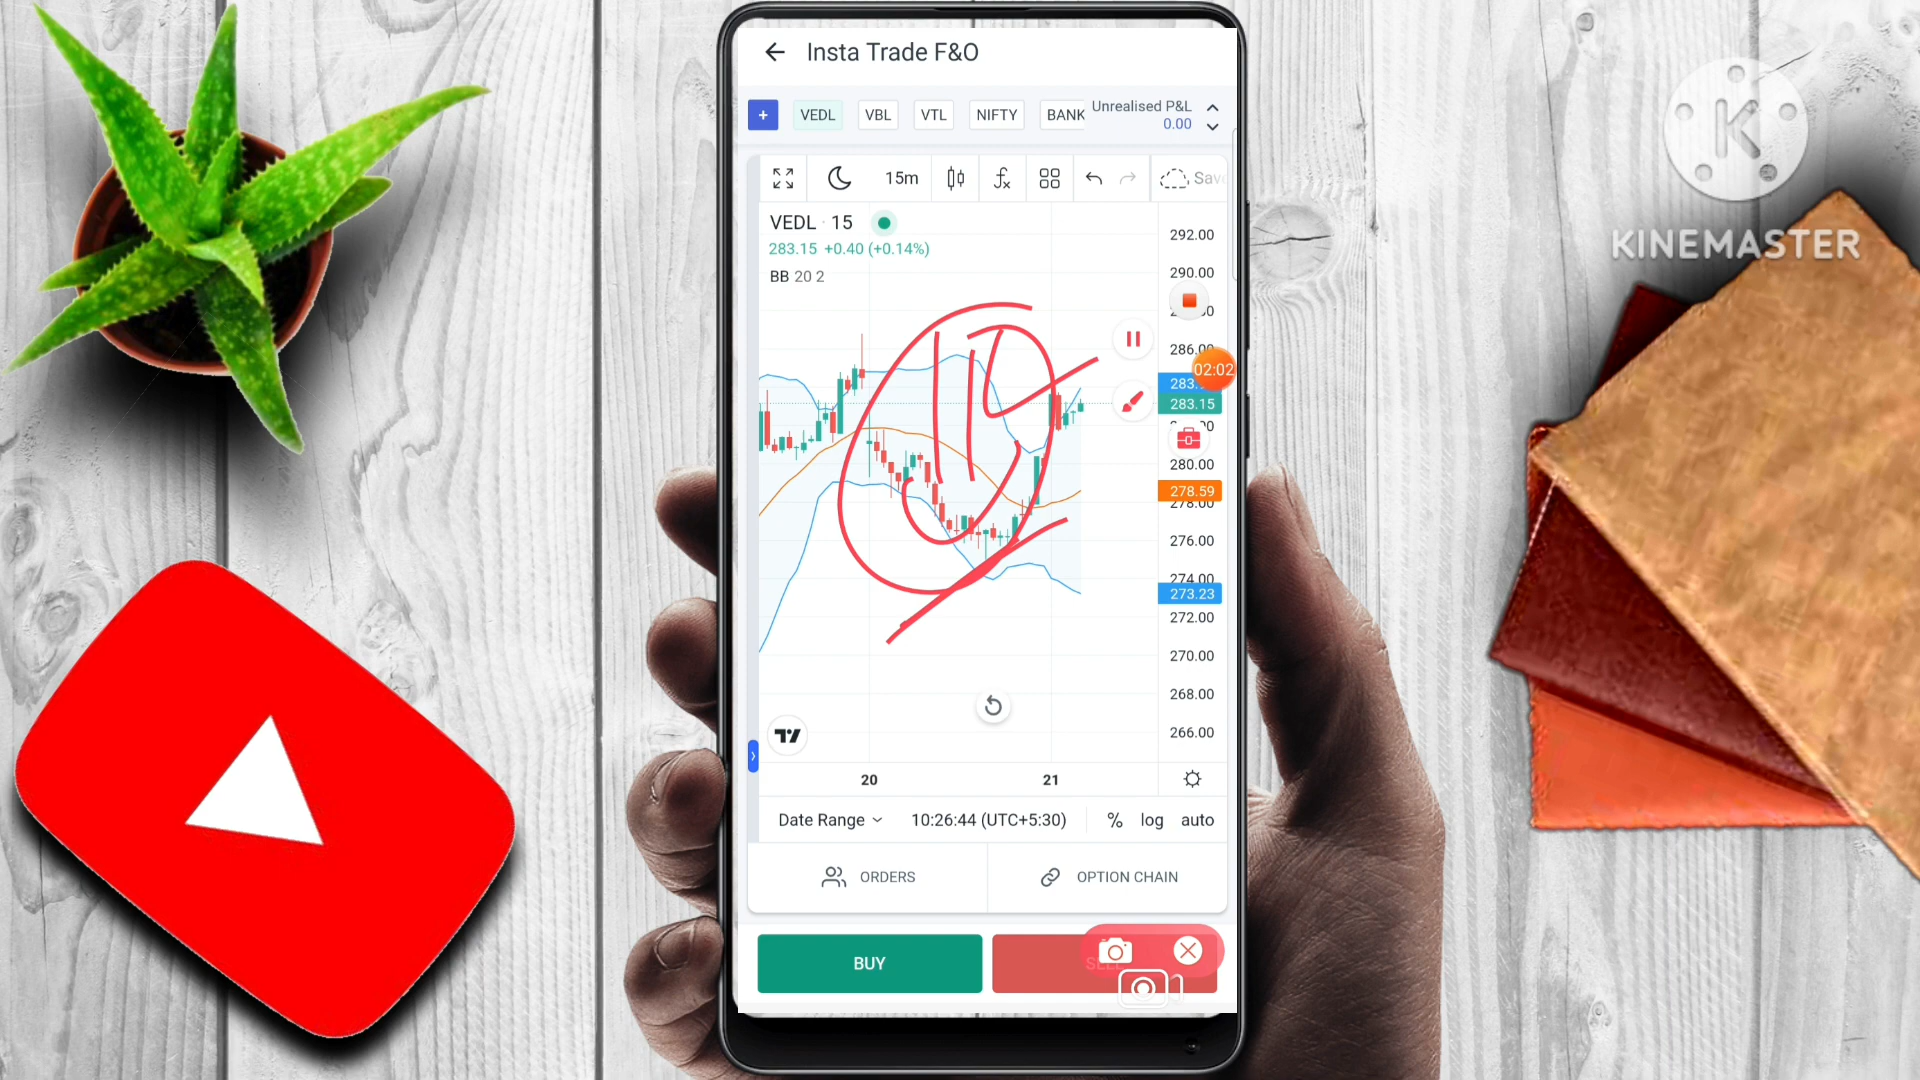 Insta Trade F&O
+ VEDL VBL VTL NIFTY BANK
Unrealised P&L
0.00
15m
Save
VEDL · 15
283.15 +0.40 (+0.14%)
BB 20 2
292.00
290.00
286.00
283.15
280.00
278.59
278.00
276.00
274.00
273.23
272.00
270.00
268.00
266.00
02:02
20 21
Date Range 10:26:44 (UTC+5:30) % log auto
ORDERS OPTION CHAIN
BUY
K
KINEMASTER